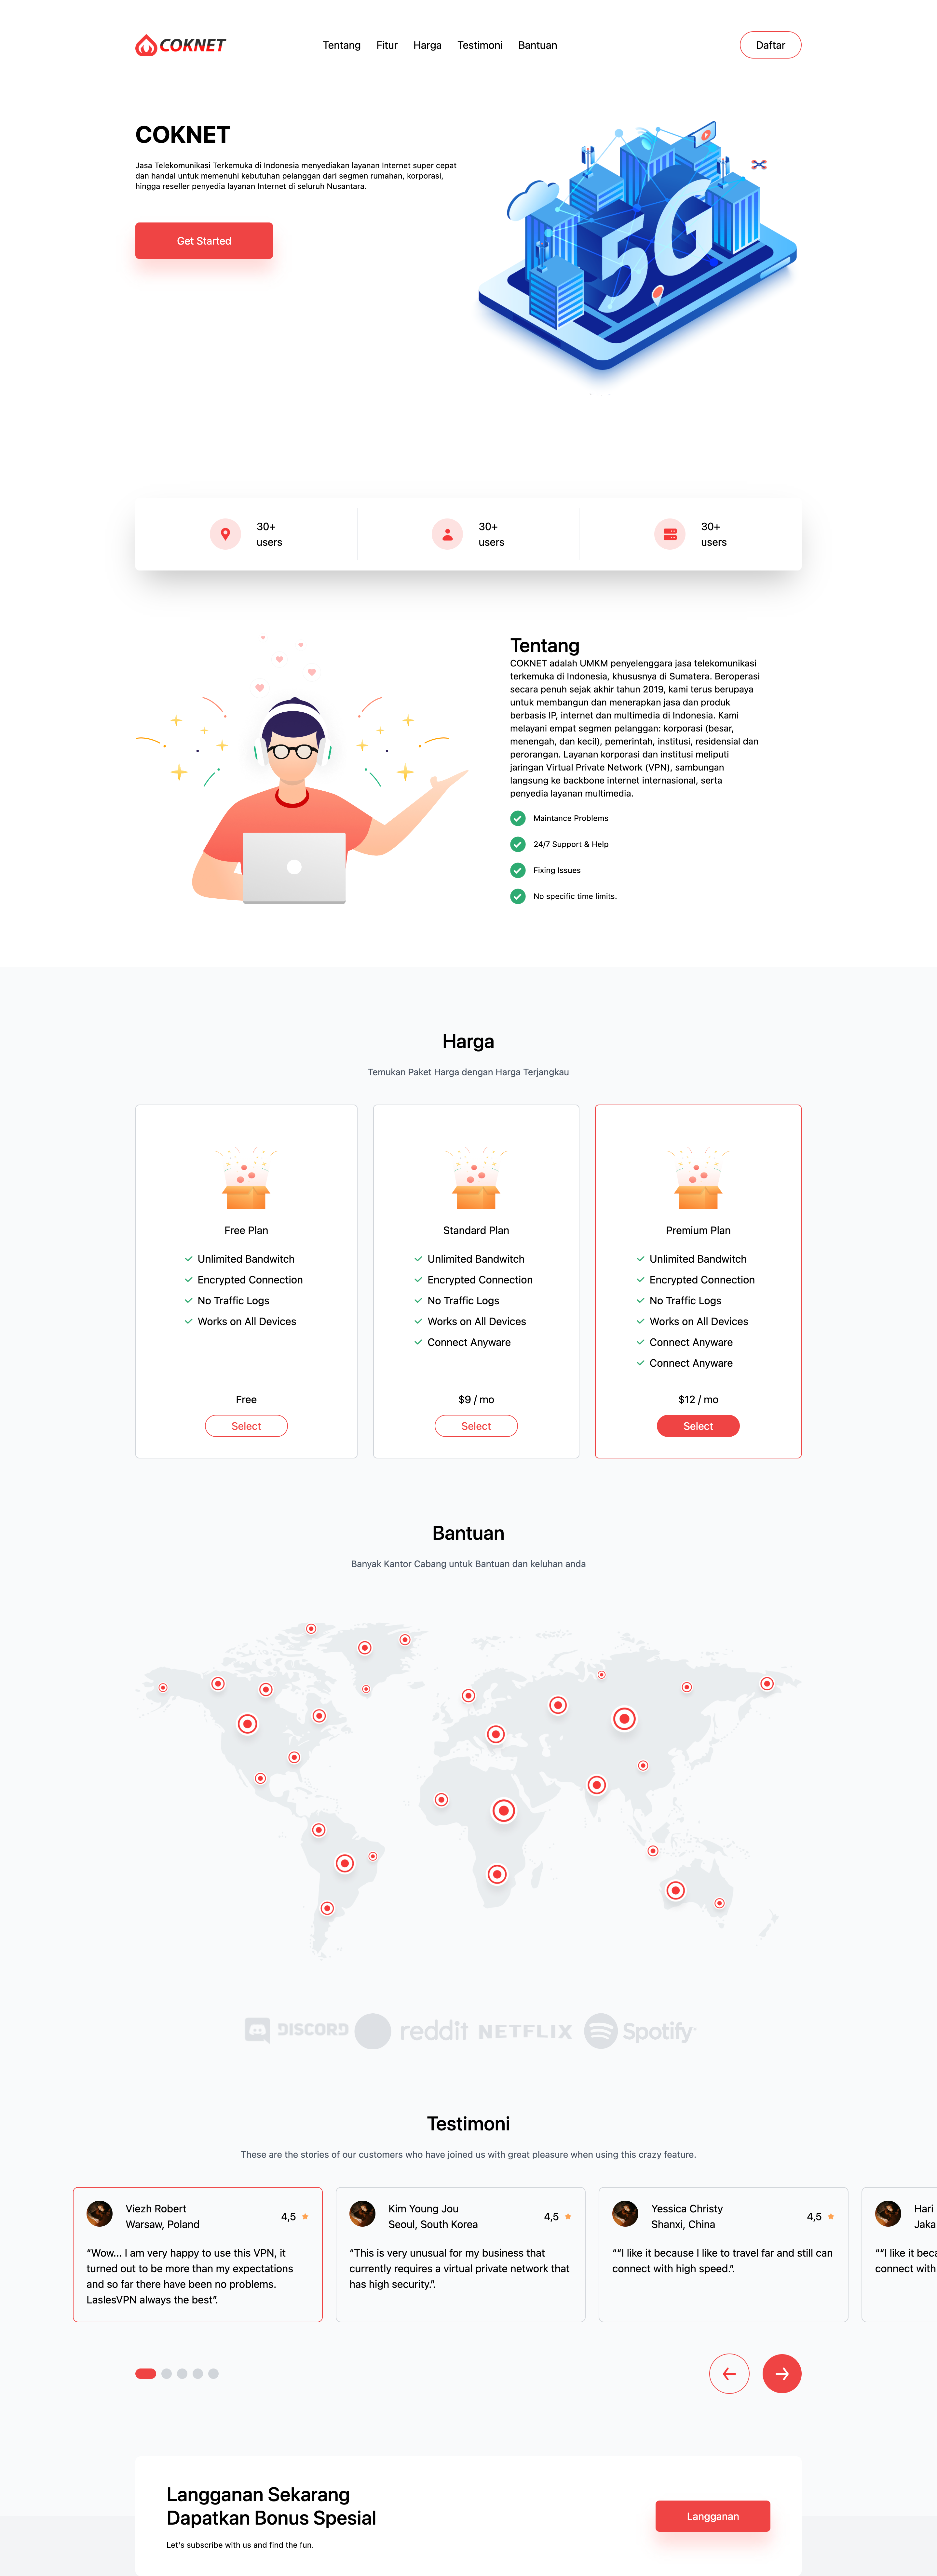 COKNET
Tentang Fitur Harga Testimoni Bantuan
Daftar
COKNET
Jasa Telekomunikasi Terkemuka di Indonesia menyediakan layanan Internet super cepat
dan handal untuk memenuhi kebutuhan pelanggan dari segmen rumahan, korporasi,
hingga reseller penyedia layanan Internet di seluruh Nusantara.
Get Started
5G
30+
users
30+
users
30+
users
Tentang
COKNET adalah UMKM penyelenggara jasa telekomunikasi
terkemuka di Indonesia, khususnya di Sumatera. Beroperasi
secara penuh sejak akhir tahun 2019, kami terus berupaya
untuk membangun dan menerapkan jasa dan produk
berbasis IP, internet dan multimedia di Indonesia. Kami
melayani empat segmen pelanggan: korporasi (besar,
menengah, dan kecil), pemerintah, institusi, residensial dan
perorangan. Layanan korporasi dan institusi meliputi
jaringan Virtual Private Network (VPN), sambungan
langsung ke backbone internet internasional, serta
penyedia layanan multimedia.
Maintance Problems
24/7 Support & Help
Fixing Issues
No specific time limits.
Harga
Temukan Paket Harga dengan Harga Terjangkau
Free Plan
Unlimited Bandwitch
Encrypted Connection
No Traffic Logs
Works on All Devices
Free
Select
Standard Plan
Unlimited Bandwitch
Encrypted Connection
No Traffic Logs
Works on All Devices
Connect Anyware
$9 / mo
Select
Premium Plan
Unlimited Bandwitch
Encrypted Connection
No Traffic Logs
Works on All Devices
Connect Anyware
Connect Anyware
$12 / mo
Select
Bantuan
Banyak Kantor Cabang untuk Bantuan dan keluhan anda
DISCORD reddit NETFLIX Spotify
Testimoni
These are the stories of our customers who have joined us with great pleasure when using this crazy feature.
Viezh Robert
Warsaw, Poland
4,5
“Wow... I am very happy to use this VPN, it
turned out to be more than my expectations
and so far there have been no problems.
LaslesVPN always the best”.
Kim Young Jou
Seoul, South Korea
4,5
“This is very unusual for my business that
currently requires a virtual private network that
has high security.”.
Yessica Christy
Shanxi, China
4,5
““I like it because I like to travel far and still can
connect with high speed.”.
Hari
Jaka
““I like it beca
connect with
Langganan Sekarang
Dapatkan Bonus Spesial
Let's subscribe with us and find the fun.
Langganan